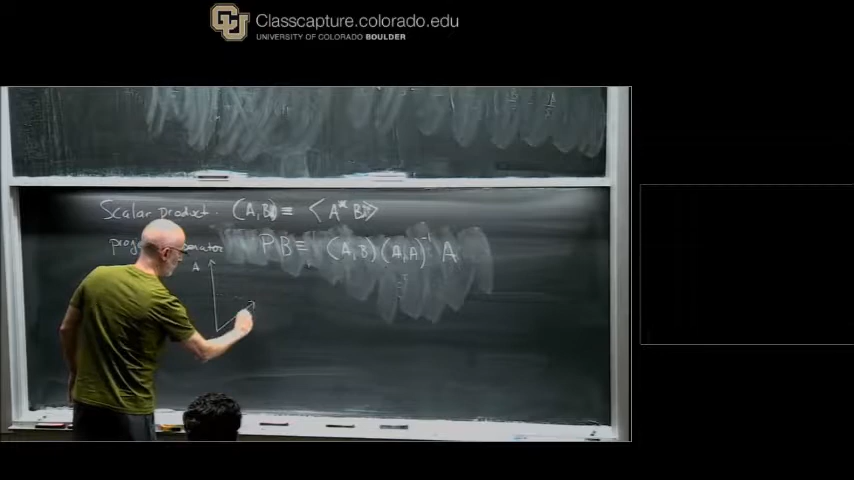 Classcapture.colorado.edu
UNIVERSITY OF COLORADO BOULDER
Scalar product. (A,B) ≡ <A* B>
PB ≡ (A,B)(A,A)⁻¹ A
A